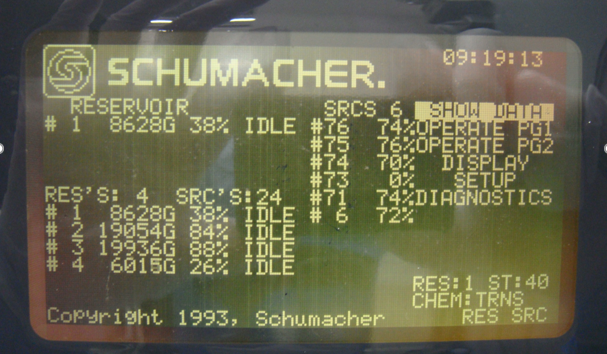 09:19:13
SCHUMACHER.
RESERVOIR SRCS 6 SHOW DATA
# 1 8628G 38% IDLE #76 74% OPERATE PG1
#75 76% OPERATE PG2
#74 70% DISPLAY
#73 0% SETUP
RES'S: 4 SRC'S:24 #71 74% DIAGNOSTICS
# 1 8628G 38% IDLE # 6 72%
# 2 19054G 84% IDLE
# 3 19936G 88% IDLE
# 4 6015G 26% IDLE
RES:1 ST:40
CHEM:TRNS
Copyright 1993, Schumacher RES SRC